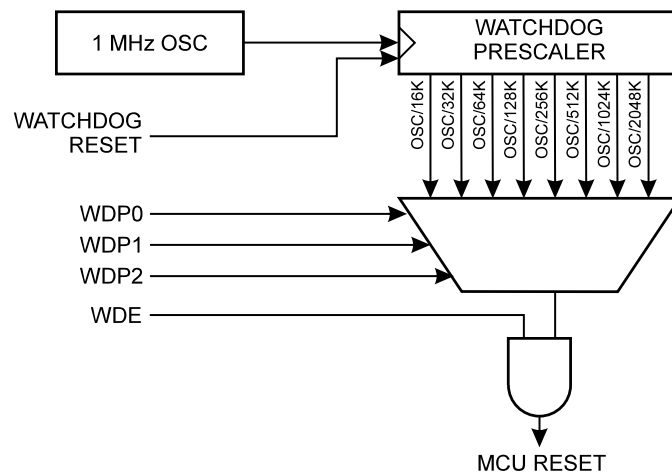 1 MHz OSC
WATCHDOG
PRESCALER
WATCHDOG
RESET
OSC/16K
OSC/32K
OSC/64K
OSC/128K
OSC/256K
OSC/512K
OSC/1024K
OSC/2048K
WDP0
WDP1
WDP2
WDE
MCU RESET